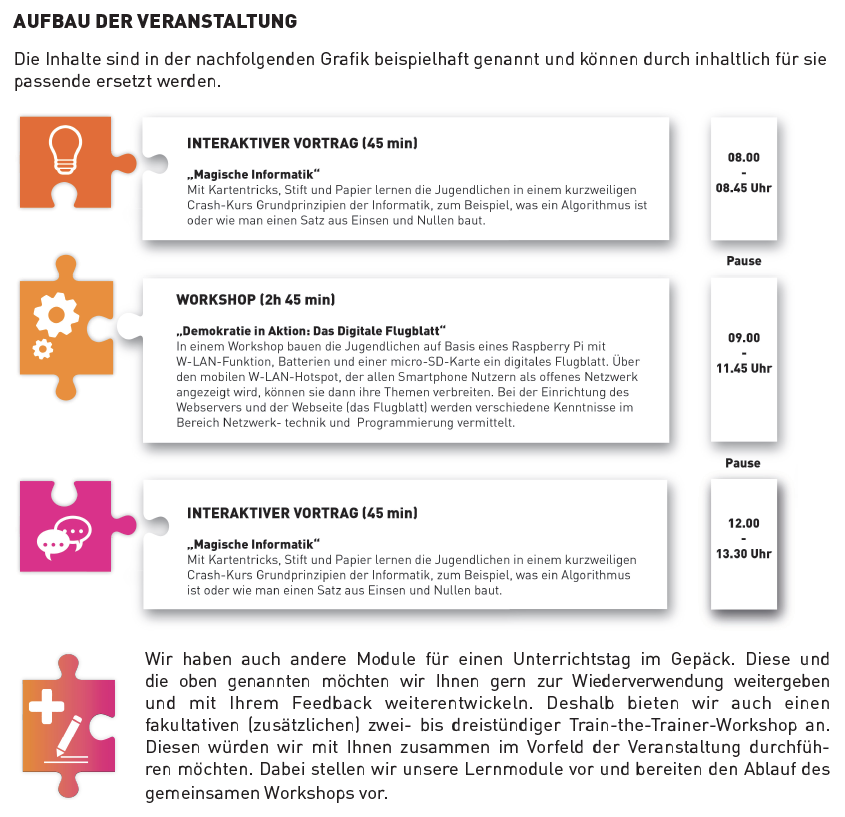 AUFBAU DER VERANSTALTUNG
Die Inhalte sind in der nachfolgenden Grafik beispielhaft genannt und können durch inhaltlich für sie
passende ersetzt werden.
INTERAKTIVER VORTRAG (45 min)
„Magische Informatik“
Mit Kartentricks, Stift und Papier lernen die Jugendlichen in einem kurzweiligen
Crash-Kurs Grundprinzipien der Informatik, zum Beispiel, was ein Algorithmus ist
oder wie man einen Satz aus Einsen und Nullen baut.
08.00
-
08.45 Uhr
Pause
WORKSHOP (2h 45 min)
„Demokratie in Aktion: Das Digitale Flugblatt“
In einem Workshop bauen die Jugendlichen auf Basis eines Raspberry Pi mit
W-LAN-Funktion, Batterien und einer micro-SD-Karte ein digitales Flugblatt. Über
den mobilen W-LAN-Hotspot, der allen Smartphone Nutzern als offenes Netzwerk
angezeigt wird, können sie dann ihre Themen verbreiten. Bei der Einrichtung des
Webservers und der Webseite (das Flugblatt) werden verschiedene Kenntnisse im
Bereich Netzwerk- technik und Programmierung vermittelt.
09.00
-
11.45 Uhr
Pause
INTERAKTIVER VORTRAG (45 min)
„Magische Informatik“
Mit Kartentricks, Stift und Papier lernen die Jugendlichen in einem kurzweiligen
Crash-Kurs Grundprinzipien der Informatik, zum Beispiel, was ein Algorithmus
ist oder wie man einen Satz aus Einsen und Nullen baut.
12.00
-
13.30 Uhr
Wir haben auch andere Module für einen Unterrichtstag im Gepäck. Diese und
die oben genannten möchten wir Ihnen gern zur Wiederverwendung weitergeben
und mit Ihrem Feedback weiterentwickeln. Deshalb bieten wir auch einen
fakultativen (zusätzlichen) zwei- bis dreistündiger Train-the-Trainer-Workshop an.
Diesen würden wir mit Ihnen zusammen im Vorfeld der Veranstaltung durchfüh-
ren möchten. Dabei stellen wir unsere Lernmodule vor und bereiten den Ablauf des
gemeinsamen Workshops vor.